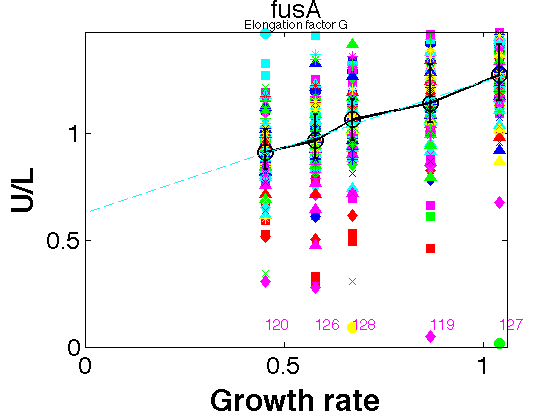 fusA
Elongation factor G
U/L
1
0.5
0
120 126 128 119 127
0 0.5 1
Growth rate